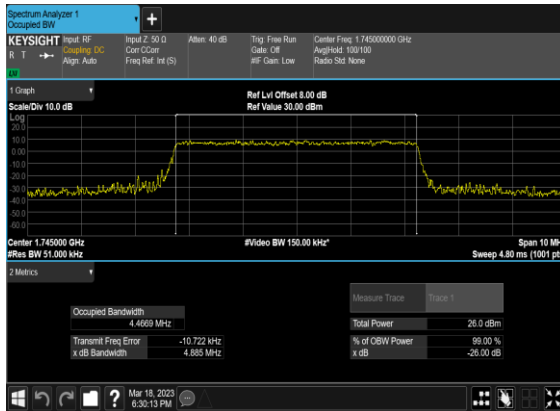 Spectrum Analyzer 1
Occupied BW
KEYSIGHT Input: RF Input Z: 50 Ω Atten: 40 dB Trig: Free Run Center Freq: 1.745000000 GHz
R T Coupling: DC Corr CCorr Gate: Off Avg|Hold: 100/100
Align: Auto Freq Ref: Int (S) #IF Gain: Low Radio Std: None
LXI
1 Graph Ref Lvl Offset 8.00 dB
Scale/Div 10.0 dB Ref Value 30.00 dBm
Log
20.0
10.0
0.00
-10.0
-20.0
-30.0
-40.0
-50.0
-60.0
Center 1.745000 GHz #Video BW 150.00 kHz* Span 10 MH
#Res BW 51.000 kHz Sweep 4.80 ms (1001 pt
2 Metrics
Measure Trace Trace 1
Occupied Bandwidth
4.4669 MHz Total Power 26.0 dBm
Transmit Freq Error -10.722 kHz % of OBW Power 99.00 %
x dB Bandwidth 4.885 MHz x dB -26.00 dB
? Mar 18, 2023
6:30:13 PM